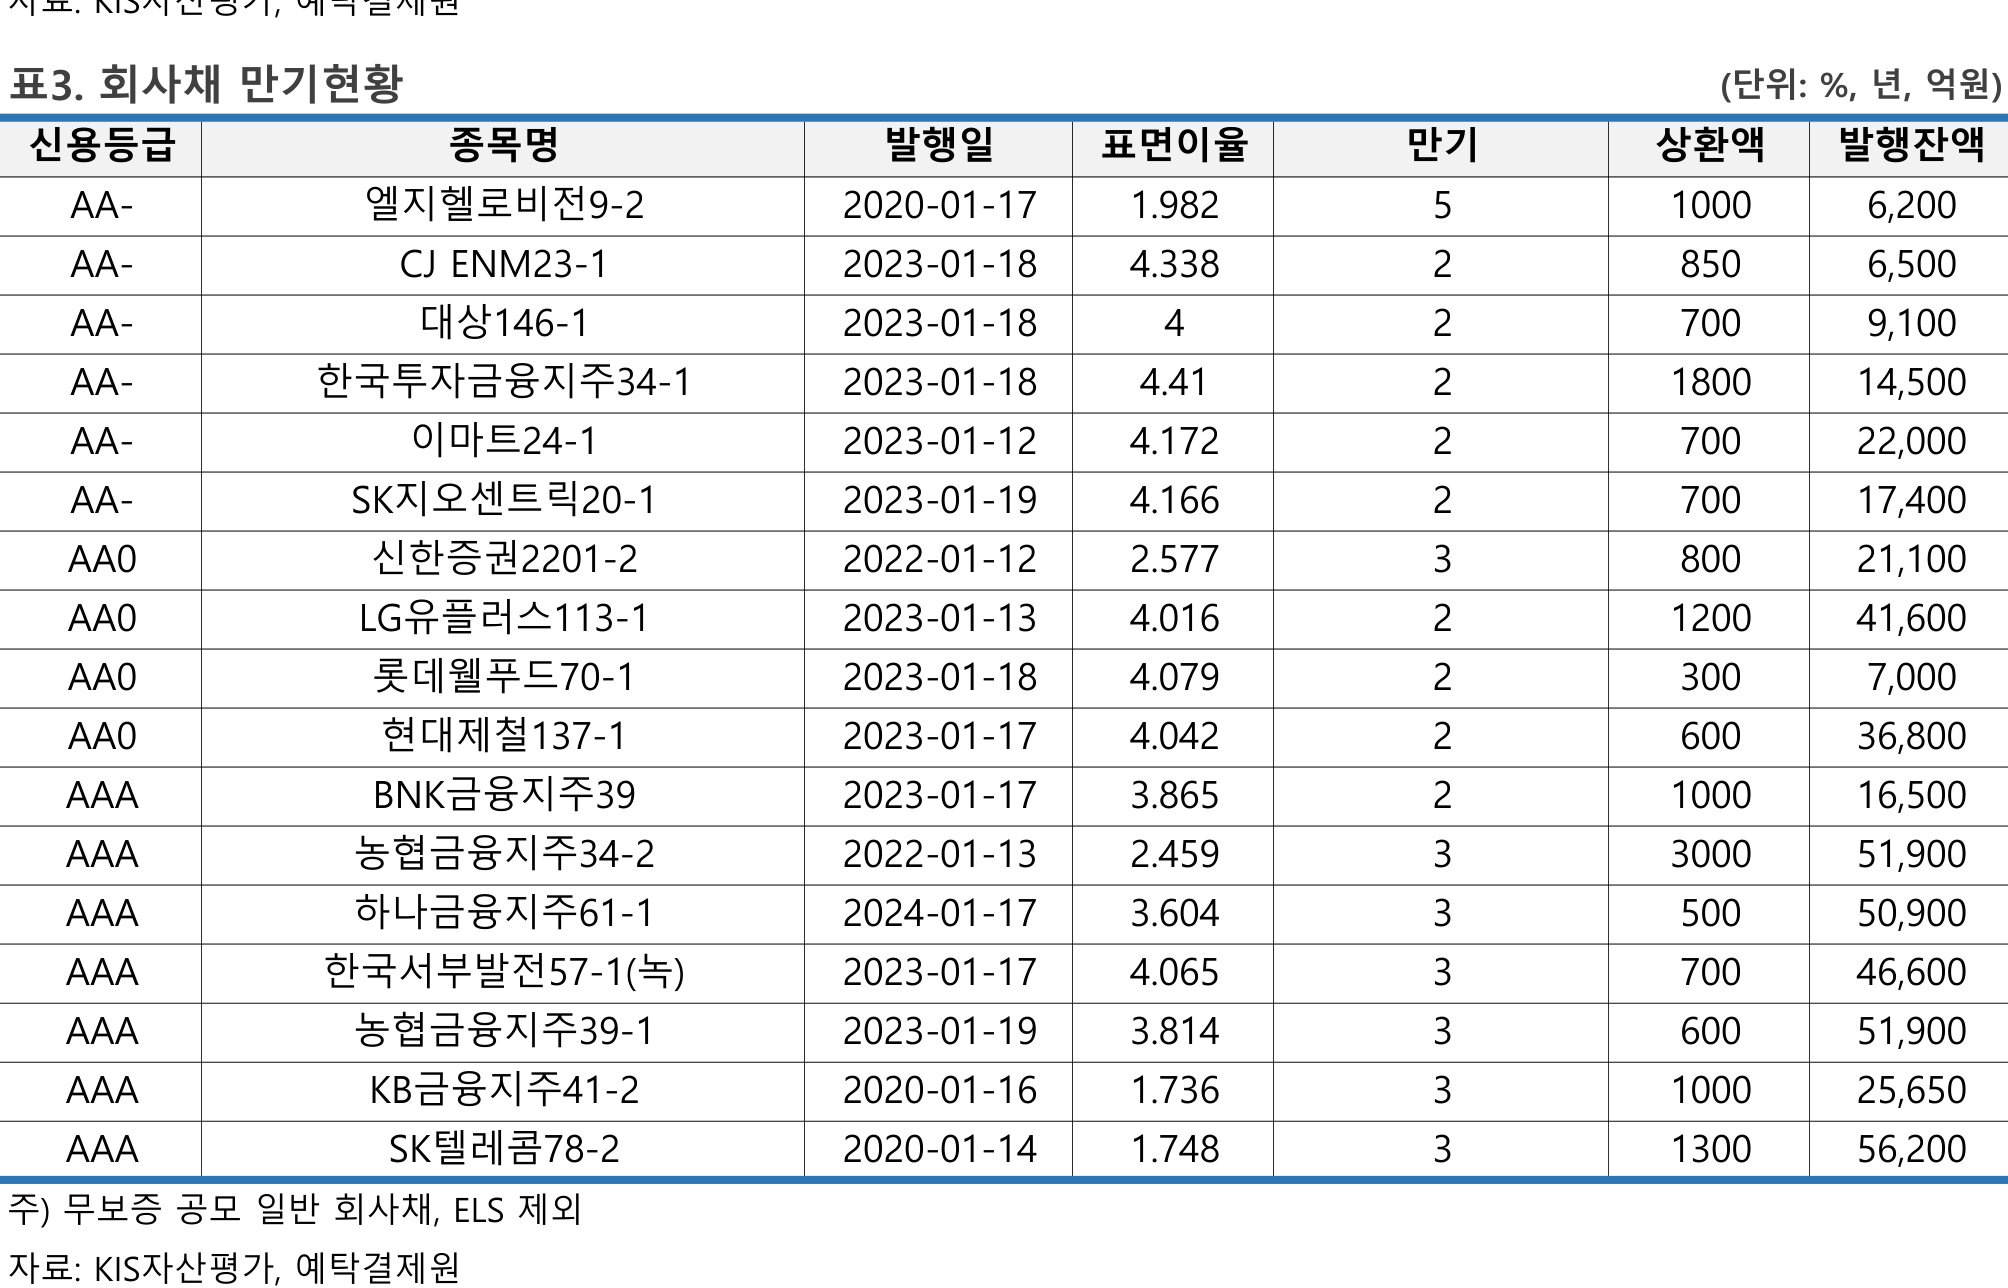 자료: KIS자산평가, 예탁결제원
표3. 회사채 만기현황 (단위: %, 년, 억원)
신용등급 종목명 발행일 표면이율 만기 상환액 발행잔액
AA- 엘지헬로비전9-2 2020-01-17 1.982 5 1000 6,200
AA- CJ ENM23-1 2023-01-18 4.338 2 850 6,500
AA- 대상146-1 2023-01-18 4 2 700 9,100
AA- 한국투자금융지주34-1 2023-01-18 4.41 2 1800 14,500
AA- 이마트24-1 2023-01-12 4.172 2 700 22,000
AA- SK지오센트릭20-1 2023-01-19 4.166 2 700 17,400
AA0 신한증권2201-2 2022-01-12 2.577 3 800 21,100
AA0 LG유플러스113-1 2023-01-13 4.016 2 1200 41,600
AA0 롯데웰푸드70-1 2023-01-18 4.079 2 300 7,000
AA0 현대제철137-1 2023-01-17 4.042 2 600 36,800
AAA BNK금융지주39 2023-01-17 3.865 2 1000 16,500
AAA 농협금융지주34-2 2022-01-13 2.459 3 3000 51,900
AAA 하나금융지주61-1 2024-01-17 3.604 3 500 50,900
AAA 한국서부발전57-1(녹) 2023-01-17 4.065 3 700 46,600
AAA 농협금융지주39-1 2023-01-19 3.814 3 600 51,900
AAA KB금융지주41-2 2020-01-16 1.736 3 1000 25,650
AAA SK텔레콤78-2 2020-01-14 1.748 3 1300 56,200
주) 무보증 공모 일반 회사채, ELS 제외
자료: KIS자산평가, 예탁결제원